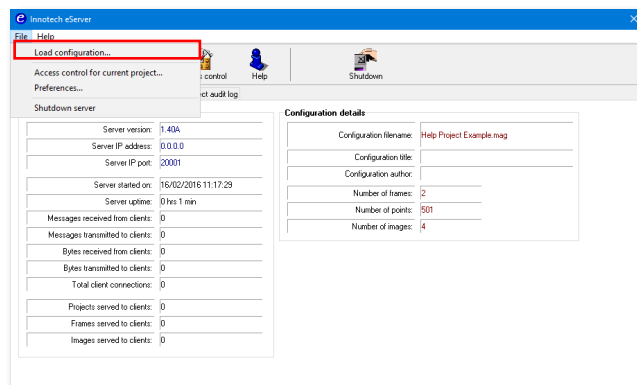 Innotech eServer
File Help
Load configuration...
Access control for current project...
Preferences...
Shutdown server
s control
Help
Shutdown
ect audit log
Configuration details
Server version: 1.40A
Server IP address: 0.0.0.0
Server IP port: 20001
Server started on: 16/02/2016 11:17:29
Server uptime: 0 hrs 1 min
Messages received from clients: 0
Messages transmitted to clients: 0
Bytes received from clients: 0
Bytes transmitted to clients: 0
Total client connections: 0
Projects served to clients: 0
Frames served to clients: 0
Images served to clients: 0
Configuration filename: Help Project Example.mag
Configuration title:
Configuration author:
Number of frames: 2
Number of points: 501
Number of images: 4